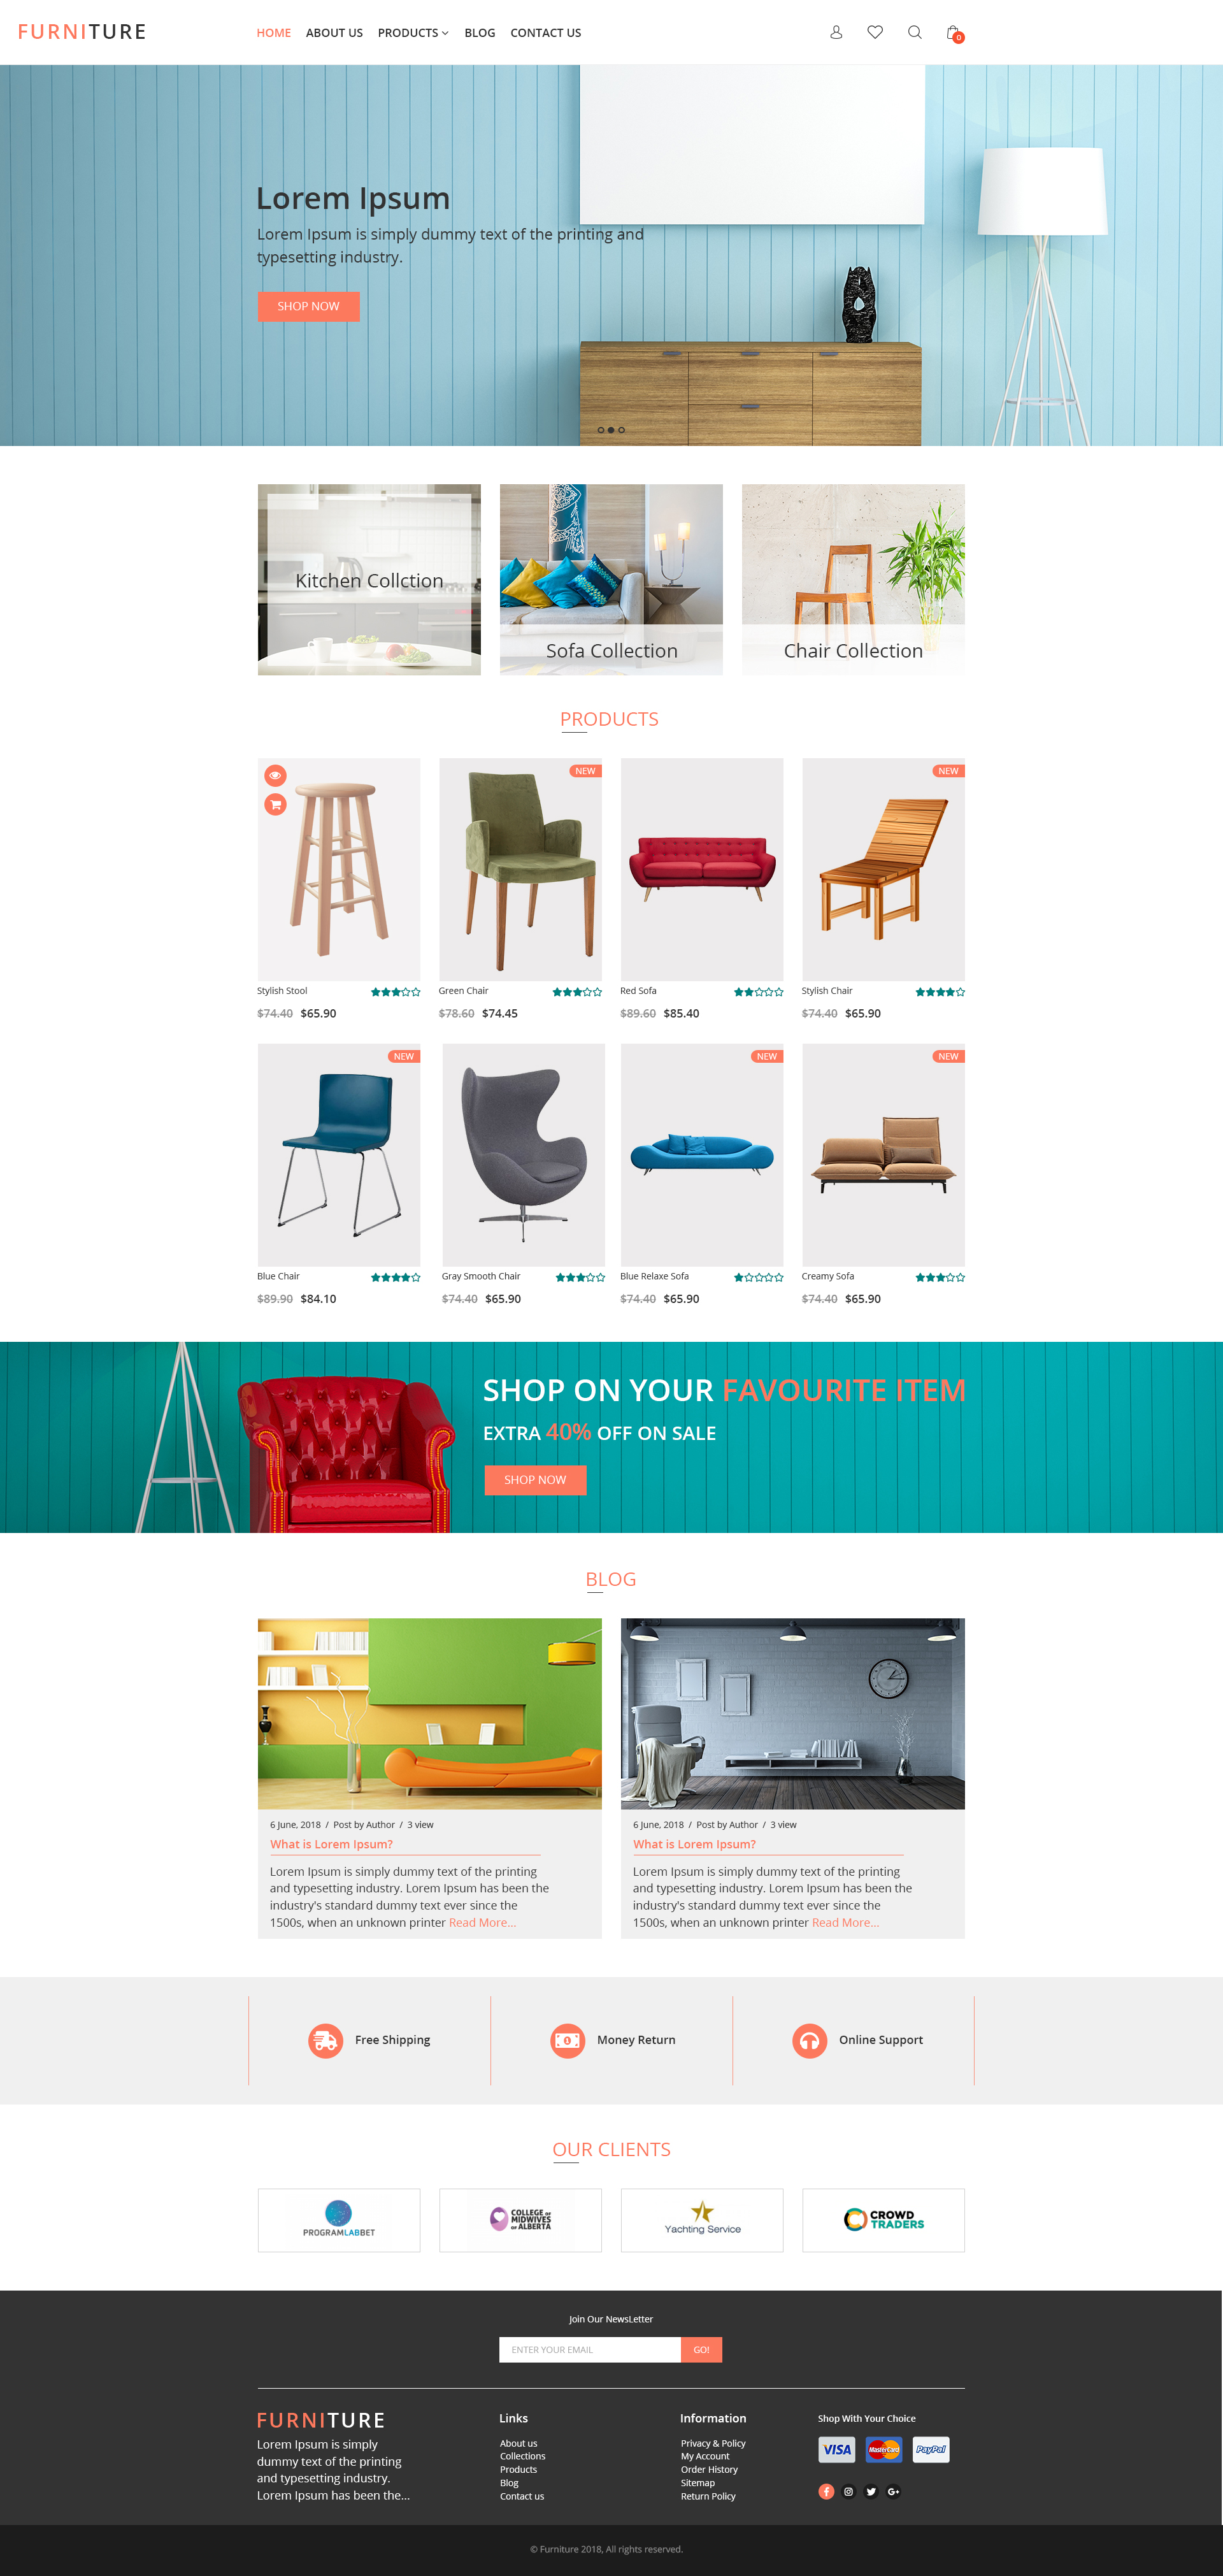 FURNITURE
HOME ABOUT US PRODUCTS BLOG CONTACT US
0
Lorem Ipsum
Lorem Ipsum is simply dummy text of the printing and
typesetting industry.
SHOP NOW
Kitchen Collction
Sofa Collection
Chair Collection
PRODUCTS
NEW
NEW
Stylish Stool
$74.40 $65.90
Green Chair
$78.60 $74.45
Red Sofa
$89.60 $85.40
Stylish Chair
$74.40 $65.90
NEW
NEW
NEW
Blue Chair
$89.90 $84.10
Gray Smooth Chair
$74.40 $65.90
Blue Relaxe Sofa
$74.40 $65.90
Creamy Sofa
$74.40 $65.90
SHOP ON YOUR FAVOURITE ITEM
EXTRA 40% OFF ON SALE
SHOP NOW
BLOG
6 June, 2018 / Post by Author / 3 view
What is Lorem Ipsum?
Lorem Ipsum is simply dummy text of the printing
and typesetting industry. Lorem Ipsum has been the
industry's standard dummy text ever since the
1500s, when an unknown printer Read More...
6 June, 2018 / Post by Author / 3 view
What is Lorem Ipsum?
Lorem Ipsum is simply dummy text of the printing
and typesetting industry. Lorem Ipsum has been the
industry's standard dummy text ever since the
1500s, when an unknown printer Read More...
Free Shipping
Money Return
Online Support
OUR CLIENTS
PROGRAMLABBET
COLLEGE OF
MIDWIVES
OF ALBERTA
Yachting Service
CROWD
TRADERS
Join Our NewsLetter
ENTER YOUR EMAIL
GO!
FURNITURE
Lorem Ipsum is simply
dummy text of the printing
and typesetting industry.
Lorem Ipsum has been the...
Links
About us
Collections
Products
Blog
Contact us
Information
Privacy & Policy
My Account
Order History
Sitemap
Return Policy
Shop With Your Choice
VISA
MasterCard
PayPal
© Furniture 2018, All rights reserved.